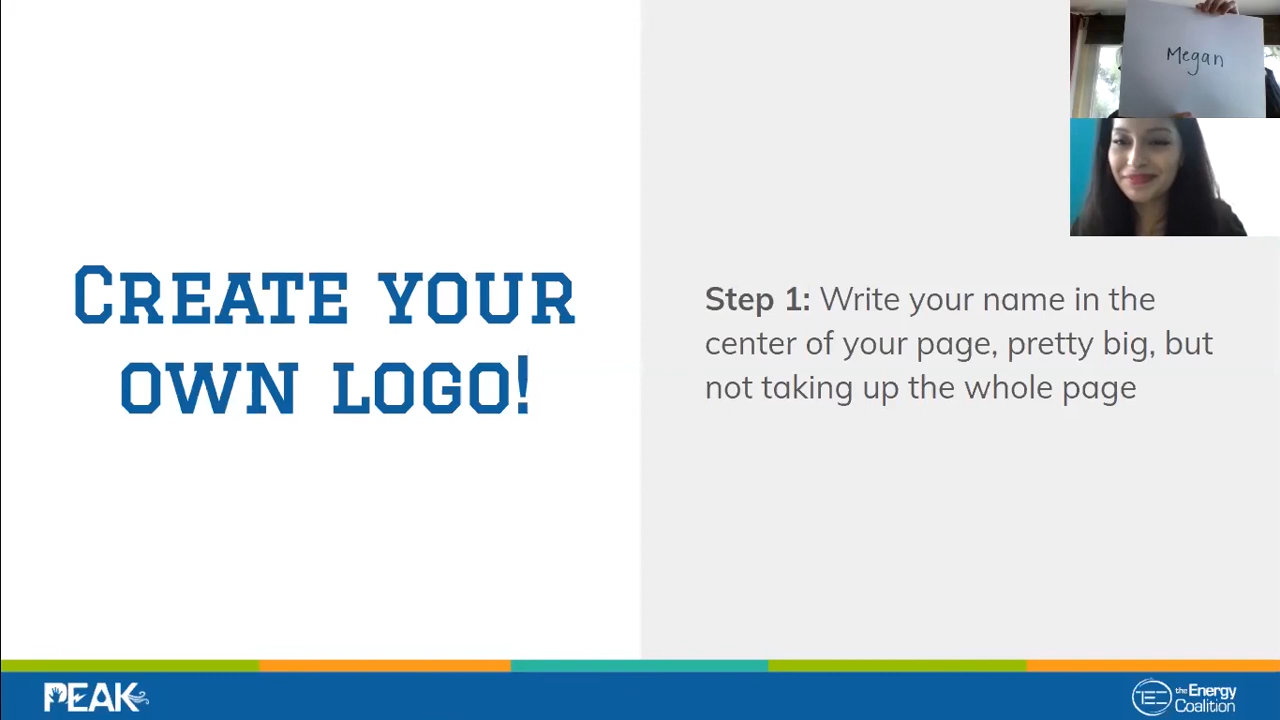 Megan
CREATE YOUR
OWN LOGO!
Step 1: Write your name in the
center of your page, pretty big, but
not taking up the whole page
PEAK
TEC
the Energy
Coalition